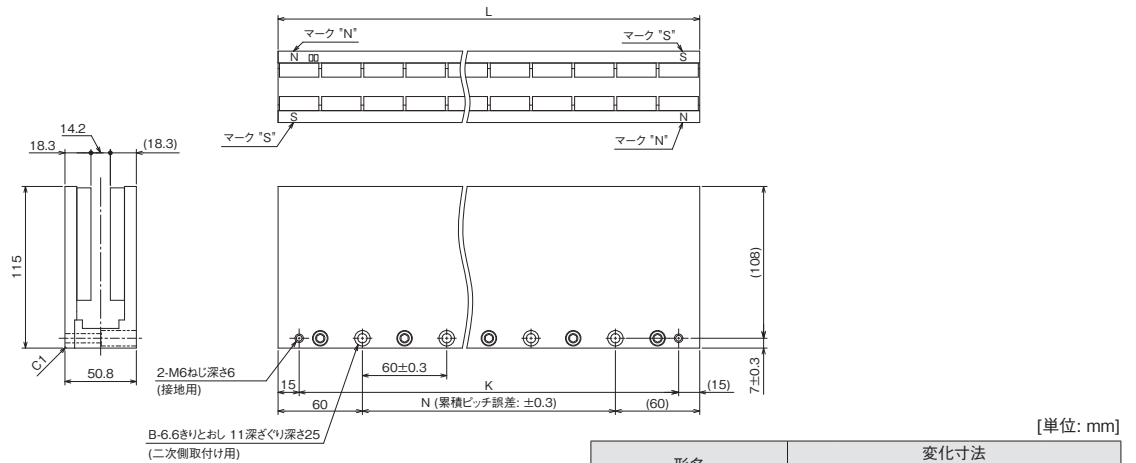 L
マーク "N"
マーク "S"
N
S
S
N
マーク "S"
マーク "N"
14.2
18.3
(18.3)
115
(108)
C1
50.8
2-M6ねじ深さ6
(接地用)
15
60±0.3
K
(15)
7±0.3
60
N (累積ピッチ誤差: ±0.3)
(60)
B-6.6きりとおし 11深ざぐり深さ25
(二次側取付け用)
[単位: mm]
形名
変化寸法